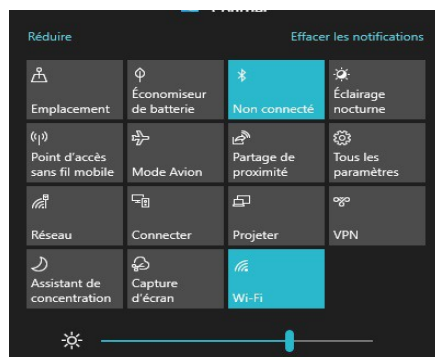 Réduire
Effacer les notifications
Emplacement
Économiseur
de batterie
Non connecté
Éclairage
nocturne
Point d'accès
sans fil mobile
Mode Avion
Partage de
proximité
Tous les
paramètres
Réseau
Connecter
Projeter
VPN
Assistant de
concentration
Capture
d'écran
Wi-Fi